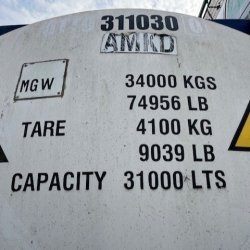 311030
AMKD
MGW 34000 KGS
74956 LB
TARE 4100 KG
9039 LB
CAPACITY 31000 LTS